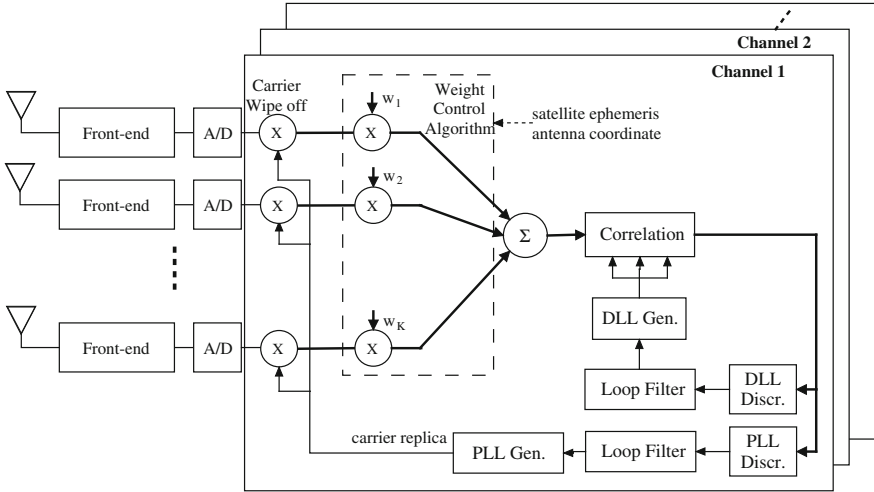 Channel 2
Channel 1
Carrier
Wipe off
w1
Weight
Control
Algorithm
satellite ephemeris
antenna coordinate
Front-end
A/D
X
X
w2
Front-end
A/D
X
X
Σ
Correlation
DLL Gen.
wK
Front-end
A/D
X
X
Loop Filter
DLL
Discr.
carrier replica
PLL Gen.
Loop Filter
PLL
Discr.